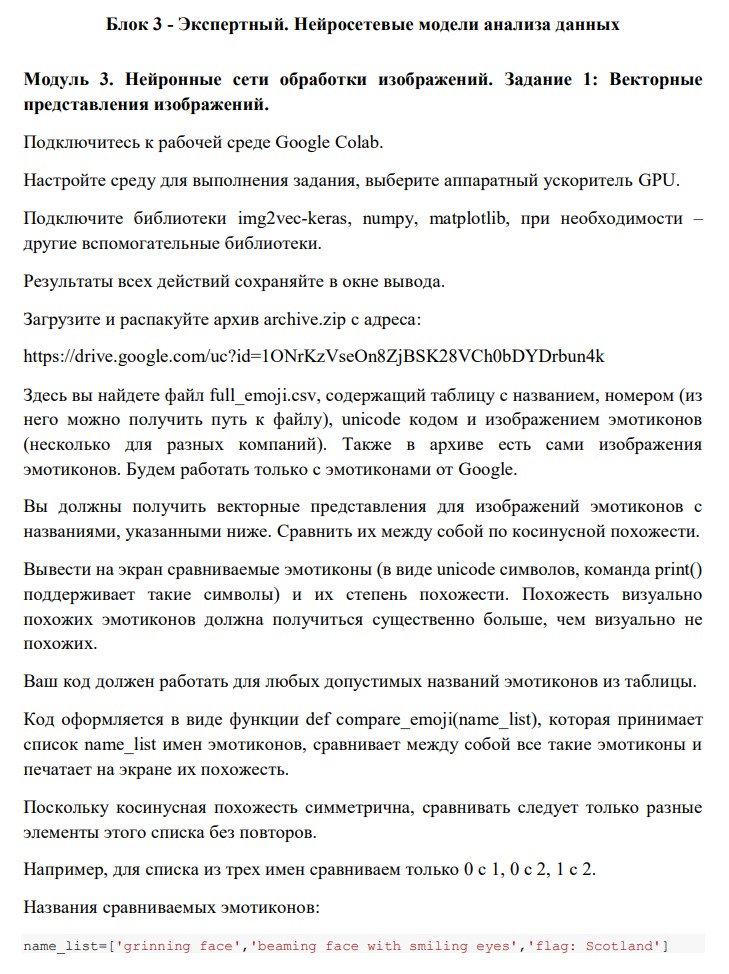 Блок 3 - Экспертный. Нейросетевые модели анализа данных
Модуль 3. Нейронные сети обработки изображений. Задание 1: Векторные
представления изображений.
Подключитесь к рабочей среде Google Colab.
Настройте среду для выполнения задания, выберите аппаратный ускоритель GPU.
Подключите библиотеки img2vec-keras, numpy, matplotlib, при необходимости –
другие вспомогательные библиотеки.
Результаты всех действий сохраняйте в окне вывода.
Загрузите и распакуйте архив archive.zip с адреса:
https://drive.google.com/uc?id=1ONrKzVseOn8ZjBSK28VCh0bDYDrbun4k
Здесь вы найдете файл full_emoji.csv, содержащий таблицу с названием, номером (из
него можно получить путь к файлу), unicode кодом и изображением эмотиконов
(несколько для разных компаний). Также в архиве есть сами изображения
эмотиконов. Будем работать только с эмотиконами от Google.
Вы должны получить векторные представления для изображений эмотиконов с
названиями, указанными ниже. Сравнить их между собой по косинусной похожести.
Вывести на экран сравниваемые эмотиконы (в виде unicode символов, команда print()
поддерживает такие символы) и их степень похожести. Похожесть визуально
похожих эмотиконов должна получиться существенно больше, чем визуально не
похожих.
Ваш код должен работать для любых допустимых названий эмотиконов из таблицы.
Код оформляется в виде функции def compare_emoji(name_list), которая принимает
список name_list имен эмотиконов, сравнивает между собой все такие эмотиконы и
печатает на экране их похожесть.
Поскольку косинусная похожесть симметрична, сравнивать следует только разные
элементы этого списка без повторов.
Например, для списка из трех имен сравниваем только 0 с 1, 0 с 2, 1 с 2.
Названия сравниваемых эмотиконов:
name_list=['grinning face','beaming face with smiling eyes','flag: Scotland']